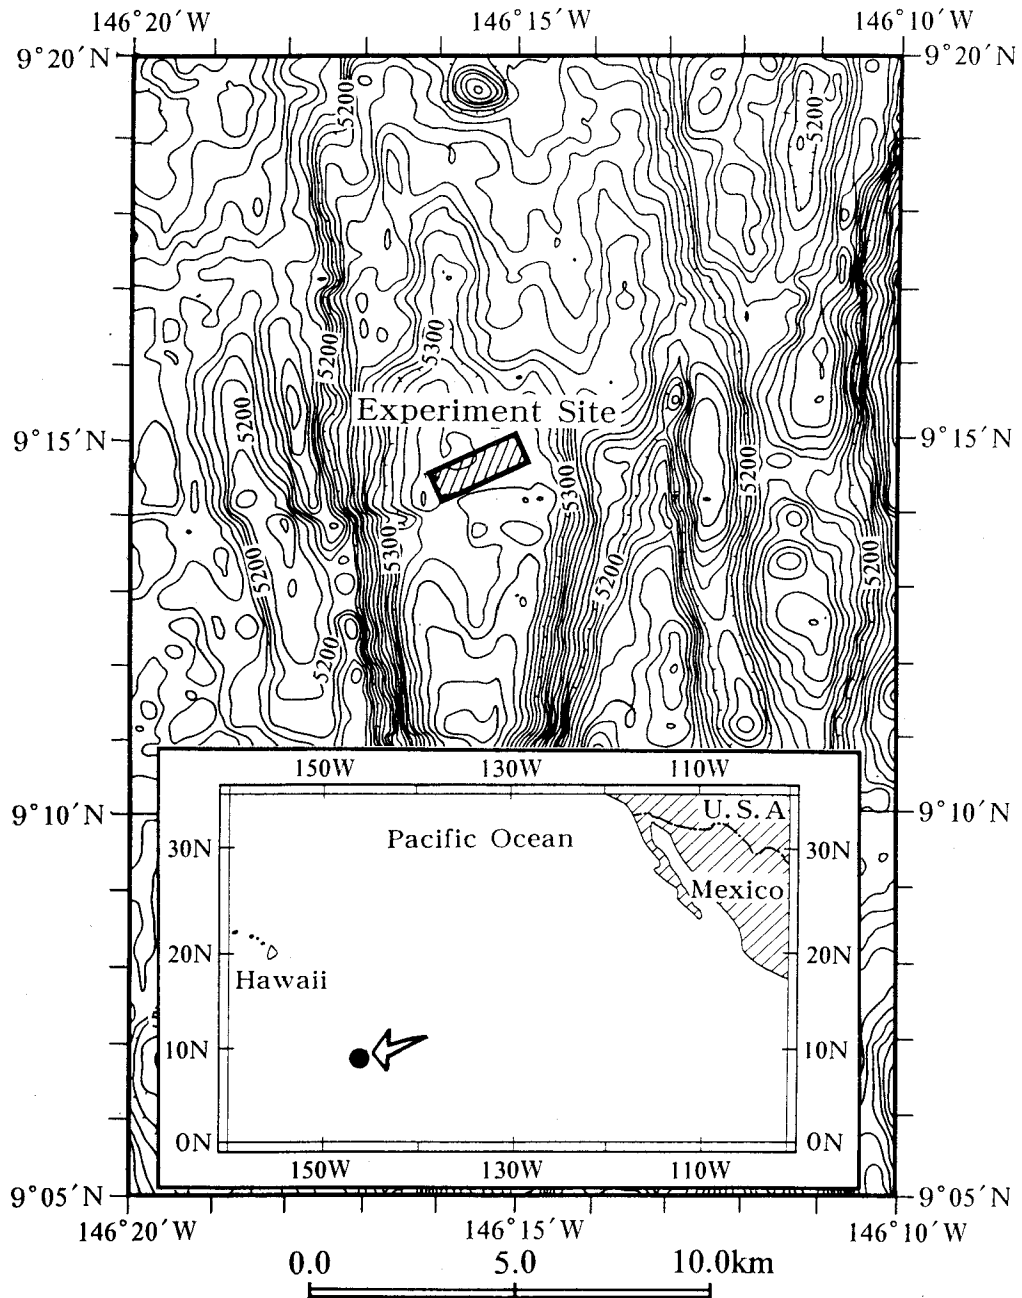 146°20′W 146°15′W 146°10′W
9°20′N 9°20′N
5200
5200
5200
5300
5200
Experiment Site
9°15′N 9°15′N
5200
5300
5300
5200
5200
5200
5200
9°10′N 9°10′N
150W 130W 110W
U.S.A
Pacific Ocean
30N 30N
Mexico
20N 20N
Hawaii
10N 10N
0N 0N
150W 130W 110W
9°05′N 9°05′N
146°20′W 146°15′W 146°10′W
0.0 5.0 10.0km